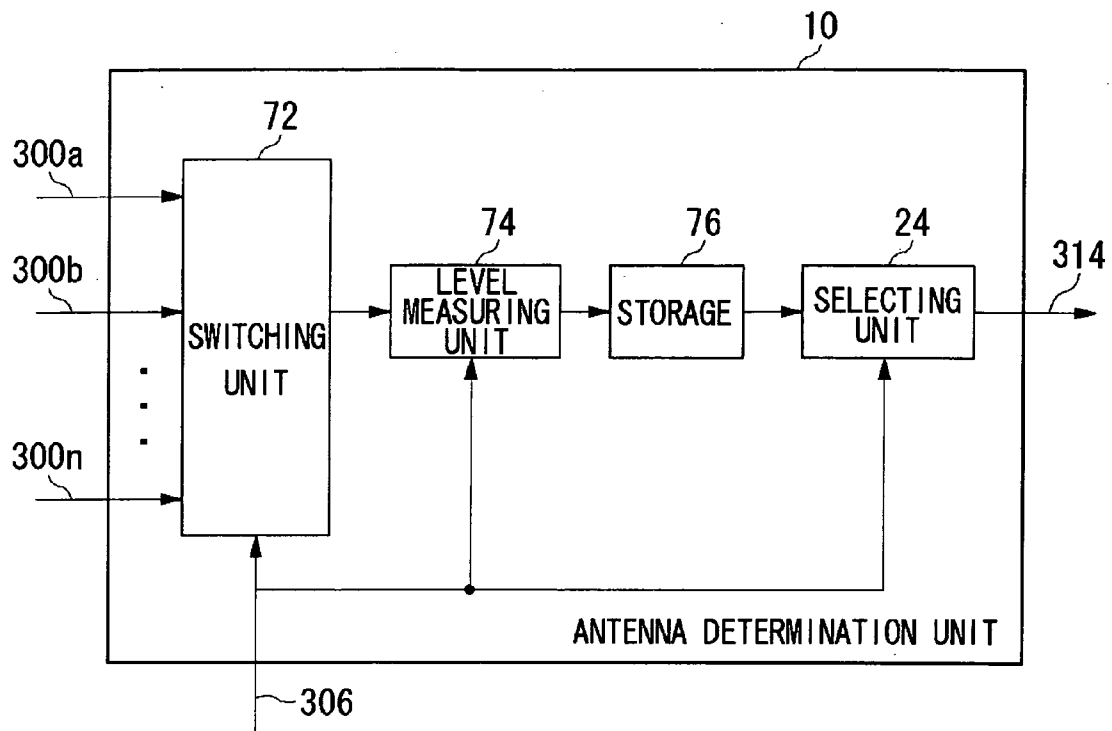 10
72
300a
300b
300n
SWITCHING
UNIT
74
LEVEL
MEASURING
UNIT
76
STORAGE
24
SELECTING
UNIT
314
ANTENNA DETERMINATION UNIT
306